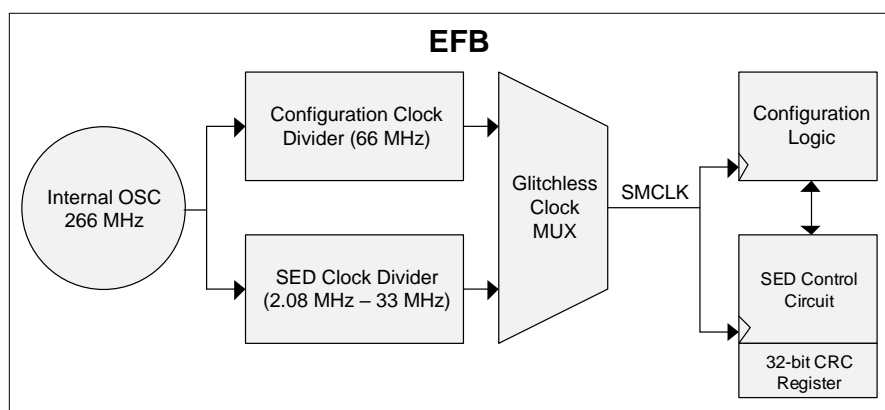 EFB
Internal OSC
266 MHz
Configuration Clock
Divider (66 MHz)
SED Clock Divider
(2.08 MHz – 33 MHz)
Glitchless
Clock
MUX
SMCLK
Configuration
Logic
SED Control
Circuit
32-bit CRC
Register